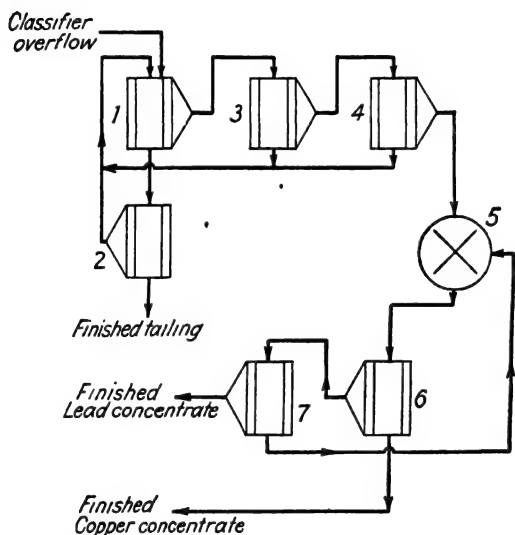 Classifier
overflow
1
3
4
2
5
Finished tailing
Finished
Lead concentrate
7
6
Finished
Copper concentrate